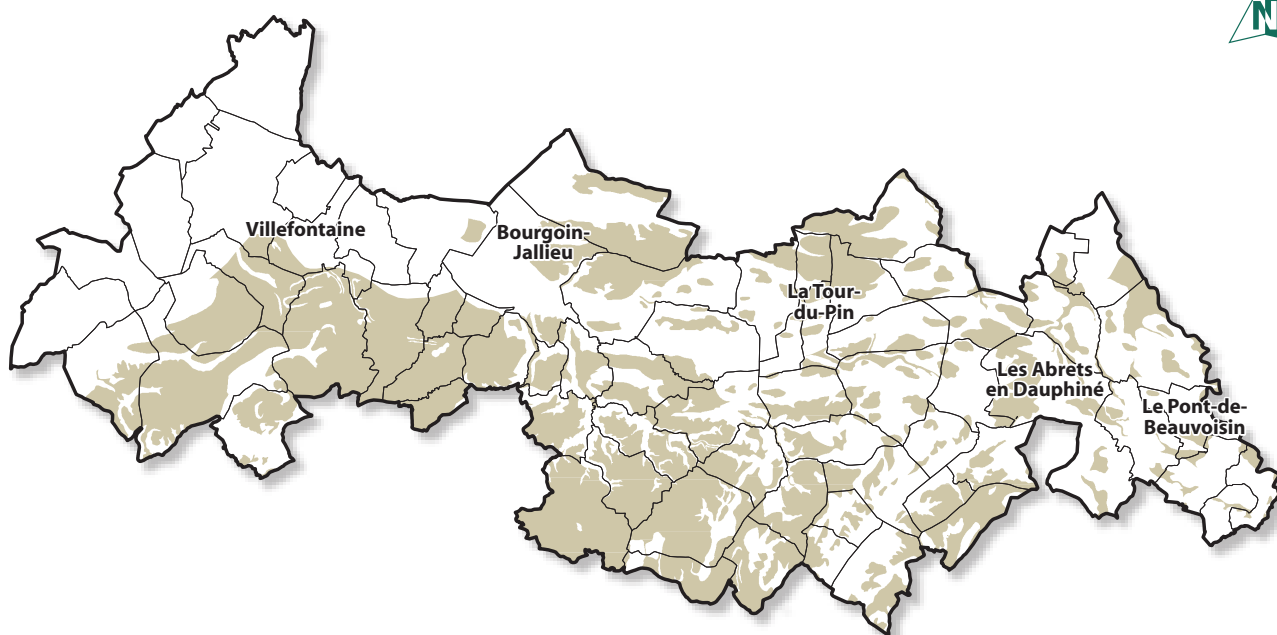 N
Villefontaine
Bourgoin-
Jallieu
La Tour-
du-Pin
Les Abrets
en Dauphiné
Le Pont-de-
Beauvoisin